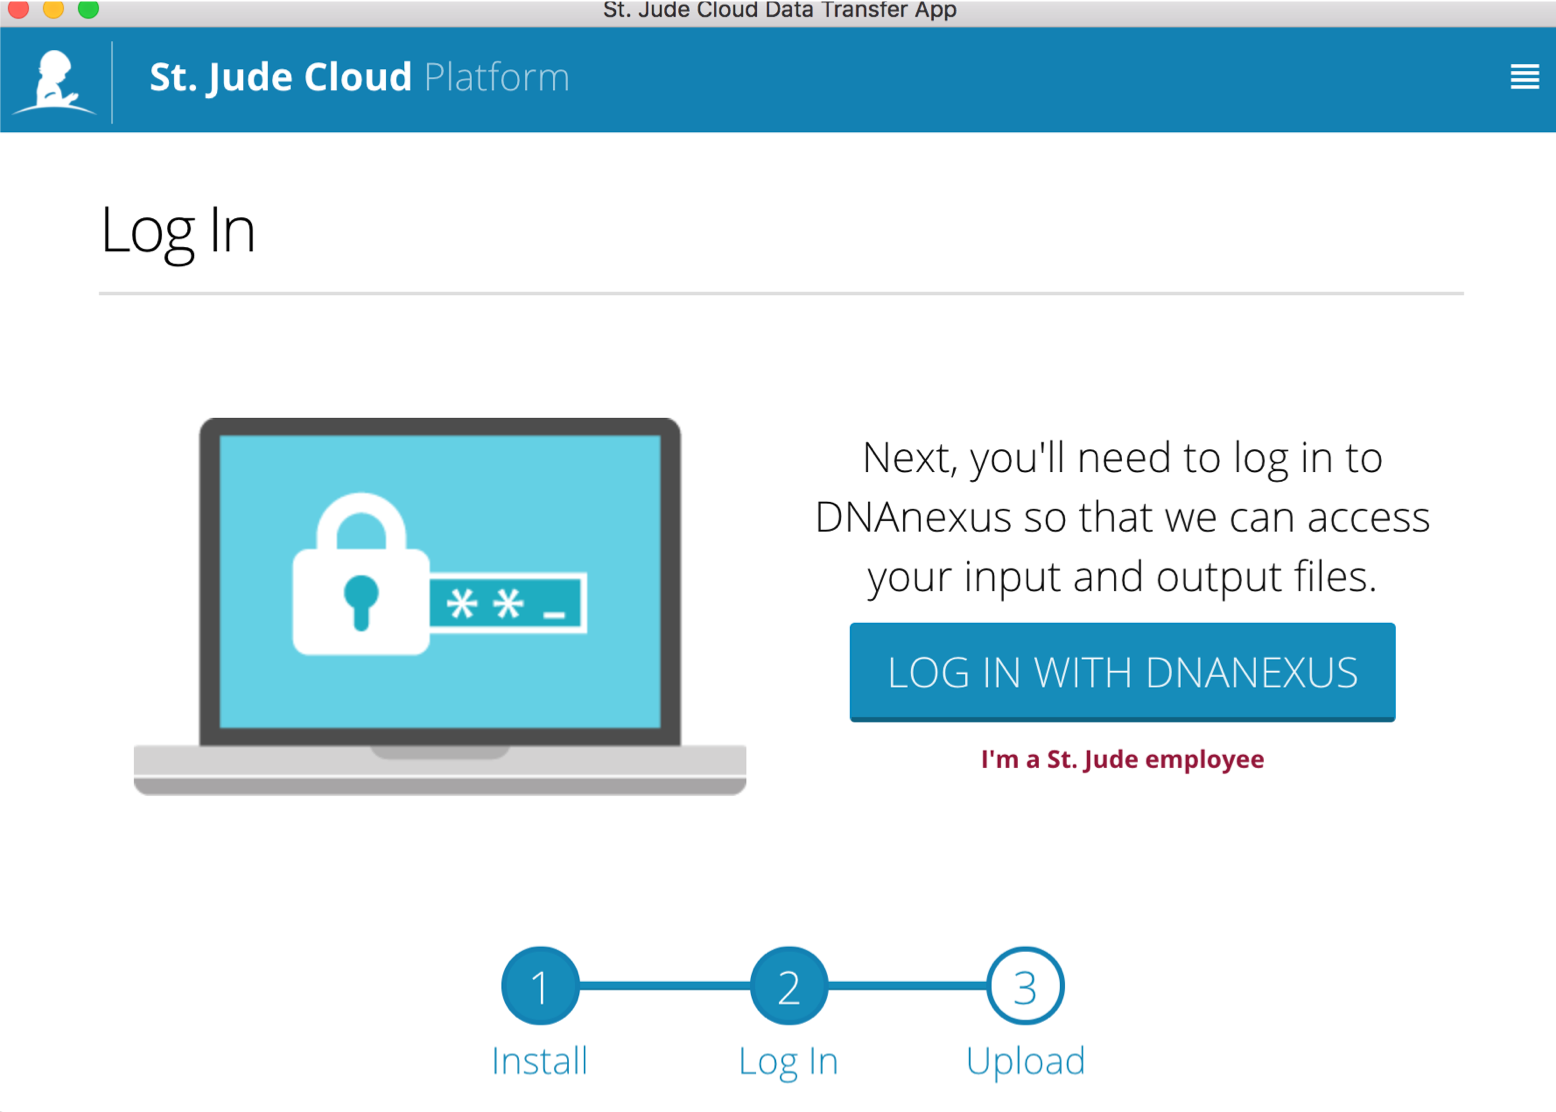 St. Jude Cloud Data Transfer App
St. Jude Cloud Platform
Log In
Next, you'll need to log in to
DNAnexus so that we can access
your input and output files.
* * _
LOG IN WITH DNANEXUS
I'm a St. Jude employee
1 2 3
Install Log In Upload